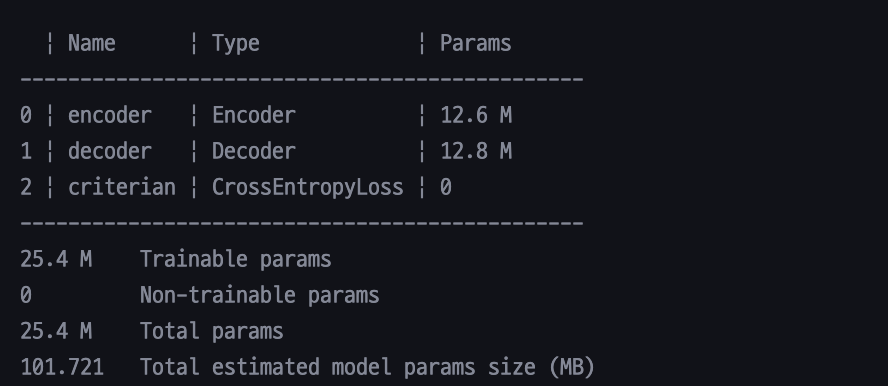 | Name      | Type             | Params
-----------------------------------------------
0 | encoder   | Encoder          | 12.6 M
1 | decoder   | Decoder          | 12.8 M
2 | criterian | CrossEntropyLoss | 0
-----------------------------------------------
25.4 M    Trainable params
0         Non-trainable params
25.4 M    Total params
101.721   Total estimated model params size (MB)